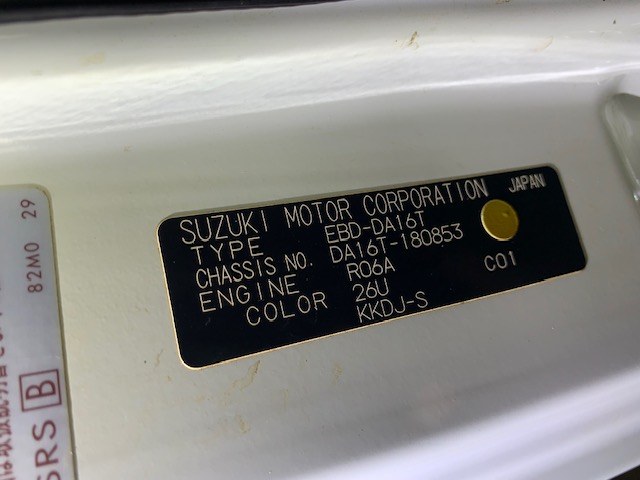 SUZUKI MOTOR CORPORATION JAPAN
TYPE EBD-DA16T
CHASSIS NO. DA16T-180853
ENGINE R06A
COLOR 26U
KKDJ-S
C01
82M0 29
SRS B